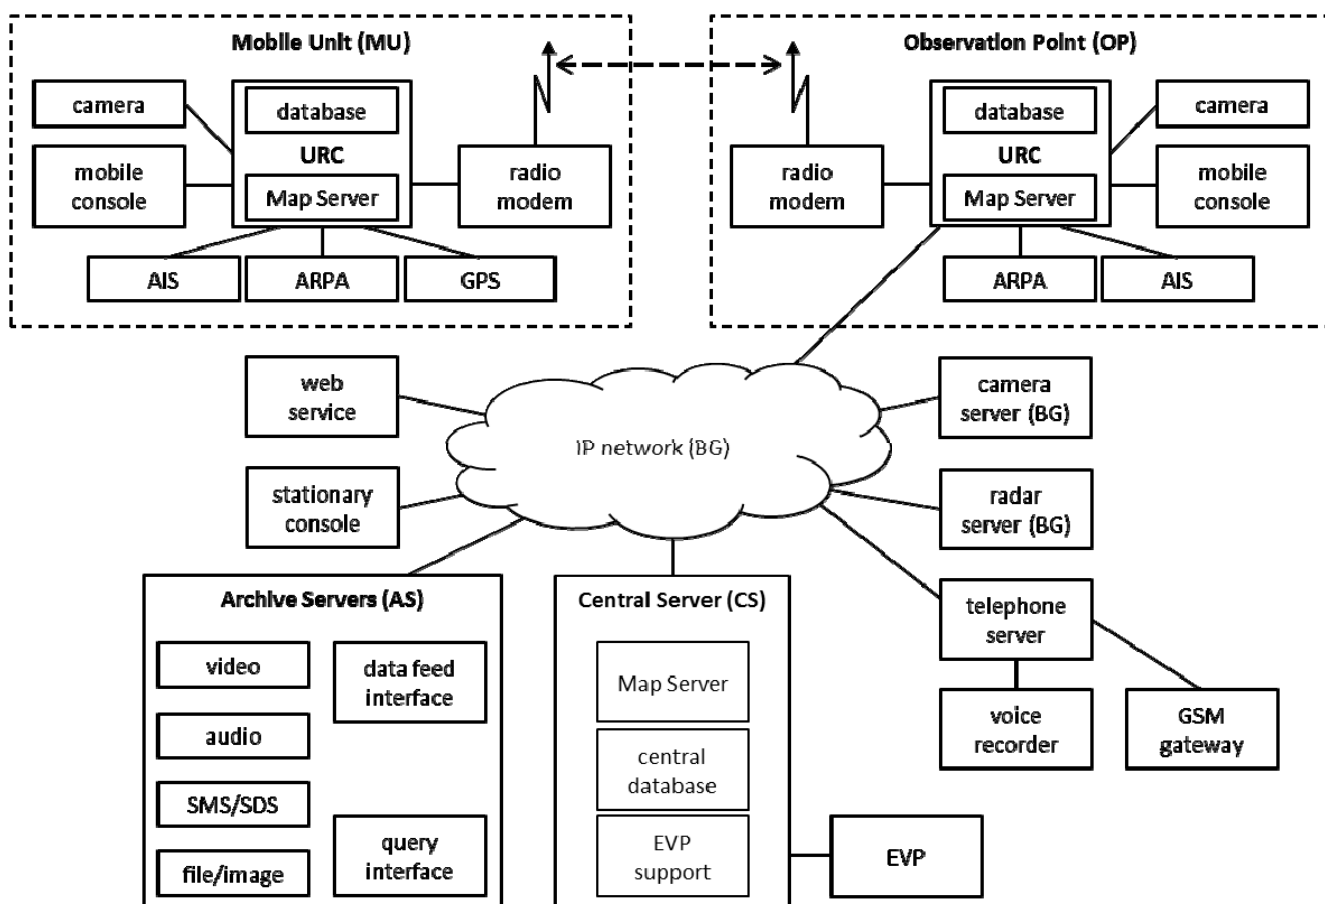 Mobile Unit (MU)
Observation Point (OP)
camera
database
URC
Map Server
mobile
console
radio
modem
AIS
ARPA
GPS
radio
modem
database
URC
Map Server
camera
mobile
console
ARPA
AIS
web
service
IP network (BG)
camera
server (BG)
stationary
console
radar
server (BG)
Archive Servers (AS)
video
audio
SMS/SDS
file/image
data feed
interface
query
interface
Central Server (CS)
Map Server
central
database
EVP
support
EVP
telephone
server
voice
recorder
GSM
gateway